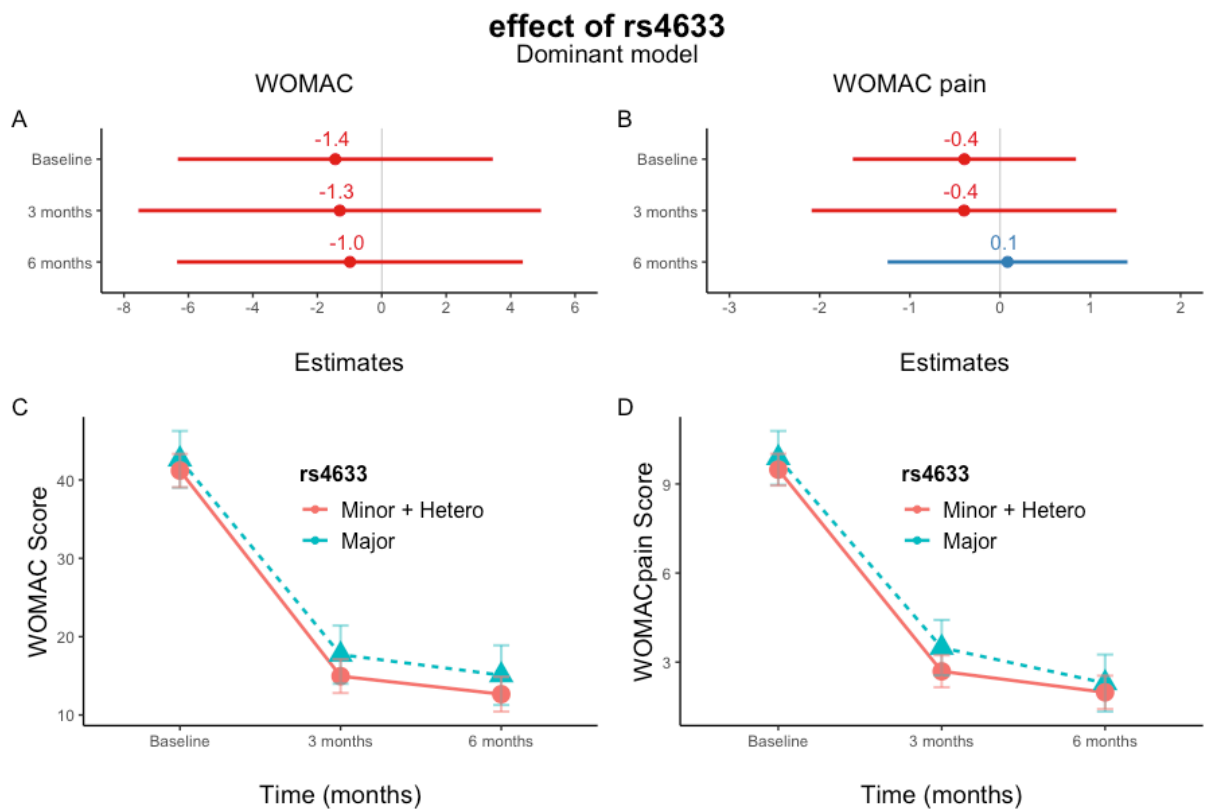 effect of rs4633
Dominant model
WOMAC
WOMAC pain
A
Baseline
3 months
6 months
-1.4
-1.3
-1.0
-8 -6 -4 -2 0 2 4 6
Estimates
B
Baseline
3 months
6 months
-0.4
-0.4
0.1
-3 -2 -1 0 1 2
Estimates
C
WOMAC Score
40
30
20
10
rs4633
Minor + Hetero
Major
Baseline 3 months 6 months
Time (months)
D
WOMACpain Score
9
6
3
rs4633
Minor + Hetero
Major
Baseline 3 months 6 months
Time (months)